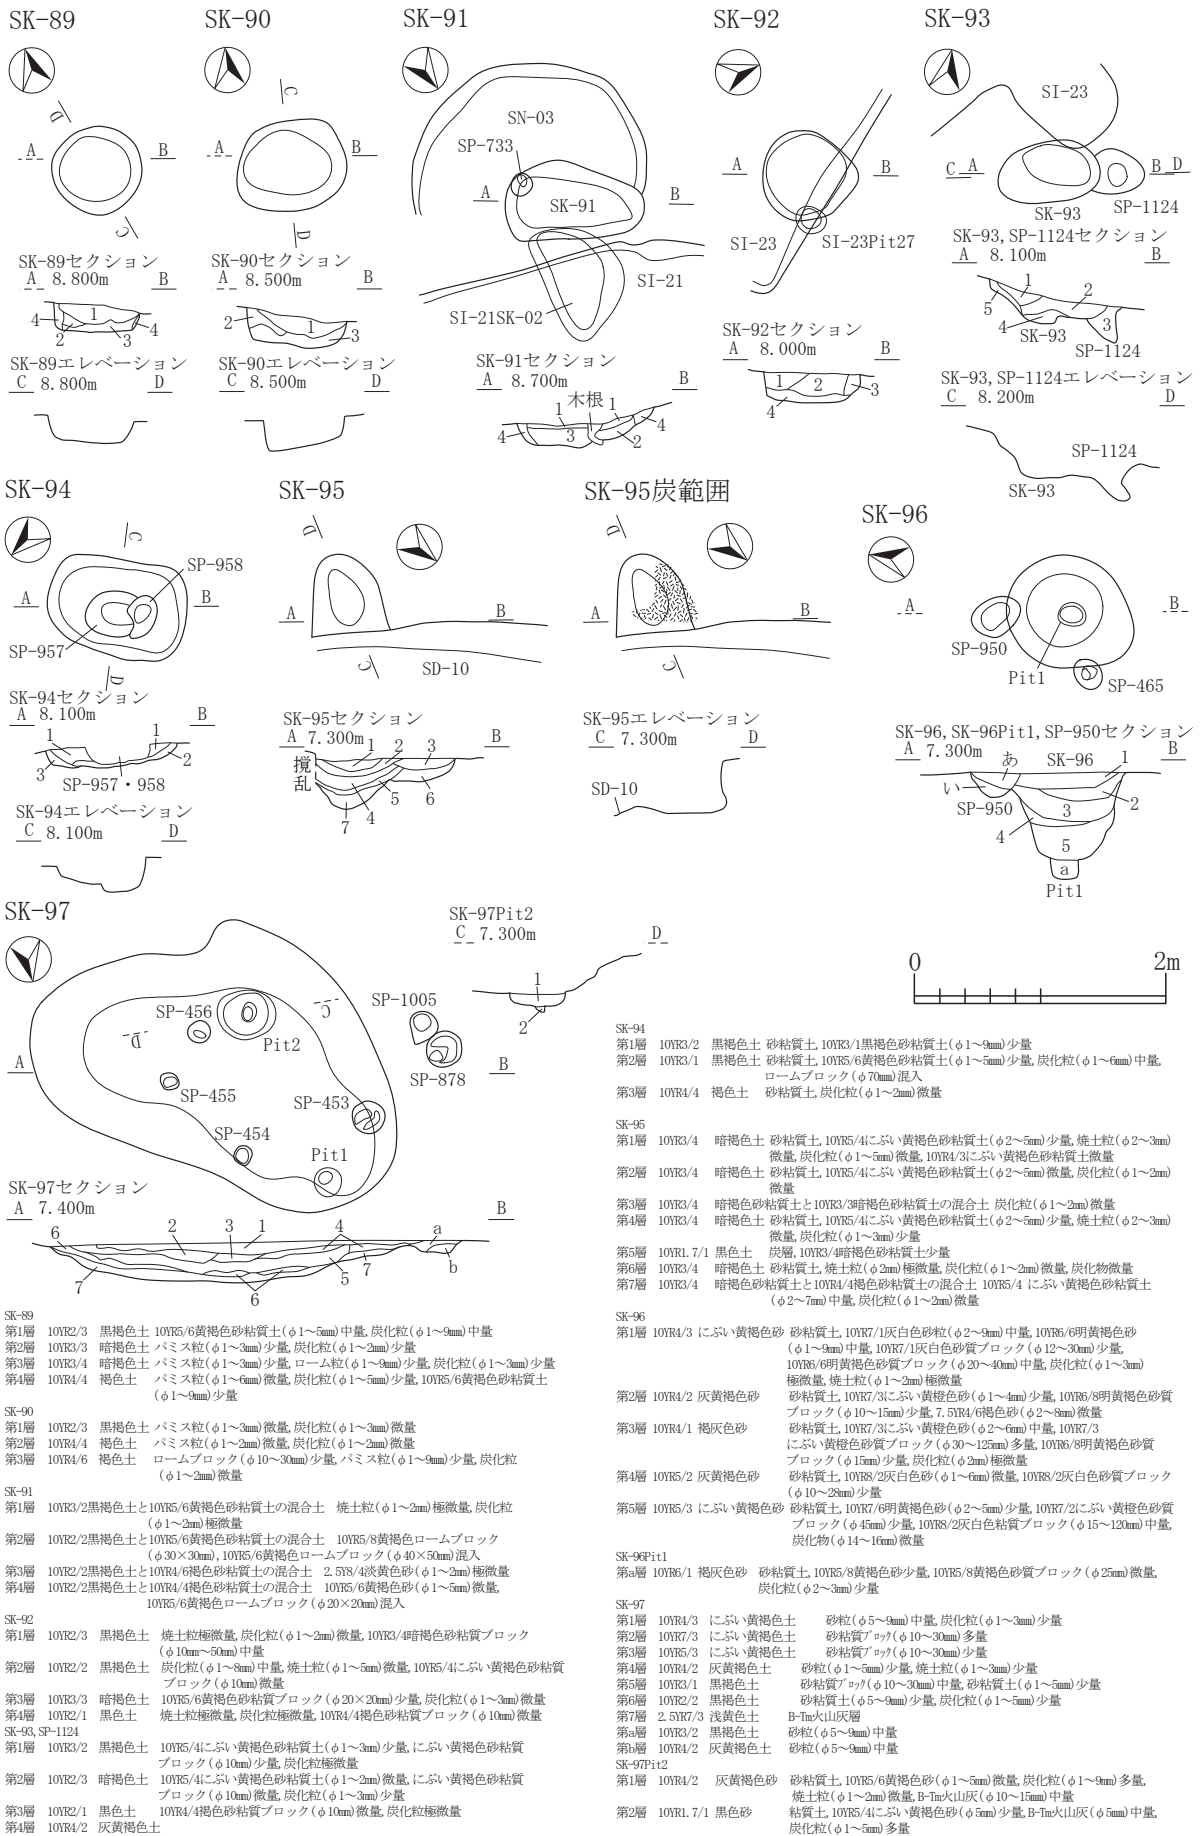 SK-89
SK-90
SK-91
SK-92
SK-93
D
A
B
C
C
A
B
D
SN-03
SP-733
A
SK-91
B
SI-21
SI-21SK-02
A
B
SI-23
SI-23Pit27
SI-23
C A
B D
SK-93
SP-1124
SK-89セクション
A 8.800m B
1
4
4
2
3
SK-89エレベーション
C 8.800m D
SK-90セクション
A 8.500m B
2
1
3
SK-90エレベーション
C 8.500m D
SK-91セクション
A 8.700m B
木根
1
1
4
3
2
4
SK-92セクション
A 8.000m B
1
2
3
4
SK-93,SP-1124セクション
A 8.100m B
1
2
5
4
SK-93
3
SP-1124
SK-93,SP-1124エレベーション
C 8.200m D
SP-1124
SK-93
SK-94
C
SP-958
A
B
SP-957
D
SK-94セクション
A 8.100m B
1
1
3
2
SP-957・958
SK-94エレベーション
C 8.100m D
SK-95
D
A
B
C
SD-10
SK-95セクション
A 7.300m B
撹乱
1
2
3
5
6
7
4
SK-95炭範囲
D
A
B
C
SK-95エレベーション
C 7.300m D
SD-10
SK-96
A
B
SP-950
Pit1
SP-465
SK-96,SK-96Pit1,SP-950セクション
A 7.300m B
あ
SK-96
1
い
SP-950
2
3
4
5
a
Pit1
SK-97
SP-456
C
D
Pit2
SP-1005
A
B
SP-878
SP-455
SP-453
SP-454
Pit1
SK-97セクション
A 7.400m B
6
2
3
1
4
a
7
5
7
b
6
SK-97Pit2
C 7.300m D
1
2
0
2m
SK-89
第1層 10YR2/3 黒褐色土 10YR5/6黄褐色砂粘質土(φ1～5㎜)中量,炭化粒(φ1～9㎜)中量
第2層 10YR3/3 暗褐色土 パミス粒(φ1～3㎜)少量,炭化粒(φ1～2㎜)少量
第3層 10YR3/4 暗褐色土 パミス粒(φ1～3㎜)少量,ローム粒(φ1～9㎜)少量,炭化粒(φ1～3㎜)少量
第4層 10YR4/4 褐色土 パミス粒(φ1～6㎜)微量,炭化粒(φ1～5㎜)少量,10YR5/6黄褐色砂粘質土
(φ1～9㎜)少量
SK-90
第1層 10YR2/3 黒褐色土 パミス粒(φ1～3㎜)微量,炭化粒(φ1～3㎜)微量
第2層 10YR4/4 褐色土 パミス粒(φ1～2㎜)微量,炭化粒(φ1～2㎜)微量
第3層 10YR4/6 褐色土 ロームブロック(φ10～30㎜)少量,パミス粒(φ1～9㎜)少量,炭化粒
(φ1～2㎜)微量
SK-91
第1層 10YR3/2黒褐色土と10YR5/6黄褐色砂粘質土の混合土 焼土粒(φ1～2㎜)極微量,炭化粒
(φ1～2㎜)極微量
第2層 10YR2/2黒褐色土と10YR5/6黄褐色砂粘質土の混合土 10YR5/8黄褐色ロームブロック
(φ30×30㎜),10YR5/6黄褐色ロームブロック(φ40×50㎜)混入
第3層 10YR2/2黒褐色土と10YR4/6褐色砂粘質土の混合土 2.5Y8/4淡黄色砂(φ1～2㎜)極微量
第4層 10YR2/2黒褐色土と10YR4/4褐色砂粘質土の混合土 10YR5/6黄褐色(φ1～5㎜)微量,
10YR5/6黄褐色ロームブロック(φ20×20㎜)混入
SK-92
第1層 10YR2/3 黒褐色土 焼土粒極微量,炭化粒(φ1～2㎜)微量,10YR3/4暗褐色砂粘質ブロック
(φ10㎜～50㎜)中量
第2層 10YR2/2 黒褐色土 炭化粒(φ1～8㎜)中量,焼土粒(φ1～5㎜)微量,10YR5/4にぶい黄褐色砂粘質
ブロック(φ10㎜)微量
第3層 10YR3/3 暗褐色土 10YR5/6黄褐色砂粘質ブロック(φ20×20㎜)少量,炭化粒(φ1～3㎜)微量
第4層 10YR2/1 黒色土 焼土粒極微量,炭化粒極微量,10YR4/4褐色砂粘質ブロック(φ10㎜)微量
SK-93,SP-1124
第1層 10YR3/2 黒褐色土 10YR5/4にぶい黄褐色砂粘質土(φ1～3㎜)少量,にぶい黄褐色砂粘質
ブロック(φ10㎜)少量,炭化粒極微量
第2層 10YR2/3 暗褐色土 10YR5/4にぶい黄褐色砂粘質土(φ1～2㎜)微量,にぶい黄褐色砂粘質
ブロック(φ10㎜)微量,炭化粒(φ1～3㎜)少量
第3層 10YR2/1 黒色土 10YR4/4褐色砂粘質ブロック(φ10㎜)微量,炭化粒極微量
第4層 10YR4/2 灰黄褐色土
SK-94
第1層 10YR3/2 黒褐色土 砂粘質土,10YR3/1黒褐色砂粘質土(φ1～9㎜)少量
第2層 10YR3/1 黒褐色土 砂粘質土,10YR5/6黄褐色砂粘質土(φ1～5㎜)少量,炭化粒(φ1～6㎜)中量,
ロームブロック(φ70㎜)混入
第3層 10YR4/4 褐色土 砂粘質土,炭化粒(φ1～2㎜)微量
SK-95
第1層 10YR3/4 暗褐色土 砂粘質土,10YR5/4にぶい黄褐色砂粘質土(φ2～5㎜)少量,焼土粒(φ2～3㎜)
微量,炭化粒(φ1～5㎜)微量,10YR4/3にぶい黄褐色砂粘質土微量
第2層 10YR3/4 暗褐色土 砂粘質土,10YR5/4にぶい黄褐色砂粘質土(φ2～5㎜)微量,炭化粒(φ1～2㎜)
微量
第3層 10YR3/4 暗褐色砂粘質土と10YR3/3暗褐色砂粘質土の混合土 炭化粒(φ1～2㎜)微量
第4層 10YR3/4 暗褐色土 砂粘質土,10YR5/4にぶい黄褐色砂粘質土(φ2～5㎜)少量,焼土粒(φ2～3㎜)
微量,炭化粒(φ1～3㎜)少量
第5層 10YR1.7/1 黒色土 炭層,10YR3/4暗褐色砂粘質土少量
第6層 10YR3/4 暗褐色土 砂粘質土,焼土粒(φ2㎜)極微量,炭化粒(φ1～2㎜)微量,炭化物微量
第7層 10YR3/4 暗褐色砂粘質土と10YR4/4褐色砂粘質土の混合土 10YR5/4 にぶい黄褐色砂粘質土
(φ2～7㎜)中量,炭化粒(φ1～2㎜)微量
SK-96
第1層 10YR4/3 にぶい黄褐色砂 砂粘質土,10YR7/1灰白色砂粒(φ2～9㎜)中量,10YR6/6明黄褐色砂
(φ1～9㎜)中量,10YR7/1灰白色砂質ブロック(φ12～30㎜)少量,
10YR6/6明黄褐色砂質ブロック(φ20～40㎜)中量,炭化粒(φ1～3㎜)
極微量,焼土粒(φ1～2㎜)極微量
第2層 10YR4/2 灰黄褐色砂 砂粘質土,10YR7/3にぶい黄橙色砂(φ1～4㎜)少量,10YR6/8明黄褐色砂質
ブロック(φ10～15㎜)少量,7.5YR4/6褐色砂(φ2～8㎜)微量
第3層 10YR4/1 褐灰色砂 砂粘質土,10YR7/3にぶい黄橙色砂(φ2～6㎜)中量,10YR7/3
にぶい黄橙色砂質ブロック(φ30～125㎜)多量,10YR6/8明黄褐色砂質
ブロック(φ15㎜)少量,炭化粒(φ2㎜)極微量
第4層 10YR5/2 灰黄褐色砂 砂粘質土,10YR8/2灰白色砂(φ1～6㎜)微量,10YR8/2灰白色砂質ブロック
(φ10～28㎜)少量
第5層 10YR5/3 にぶい黄褐色砂 砂粘質土,10YR7/6明黄褐色砂(φ2～5㎜)少量,10YR7/2にぶい黄橙色砂質
ブロック(φ45㎜)少量,10YR8/2灰白色粘質ブロック(φ15～120㎜)中量,
炭化物(φ14～16㎜)微量
SK-96Pit1
第a層 10YR6/1 褐灰色砂 砂粘質土,10YR5/8黄褐色砂少量,10YR5/8黄褐色砂質ブロック(φ25㎜)微量,
炭化粒(φ2～3㎜)少量
SK-97
第1層 10YR4/3 にぶい黄褐色土 砂粒(φ5～9㎜)中量,炭化粒(φ1～3㎜)少量
第2層 10YR7/3 にぶい黄褐色土 砂粘質ﾌﾞﾛｯｸ(φ10～30㎜)多量
第3層 10YR5/3 にぶい黄褐色土 砂粘質ﾌﾞﾛｯｸ(φ10～30㎜)少量
第4層 10YR4/2 灰黄褐色土 砂粒(φ1～5㎜)少量,焼土粒(φ1～3㎜)少量
第5層 10YR3/1 黒褐色土 砂粘質ﾌﾞﾛｯｸ(φ10～30㎜)中量,砂粘質土(φ1～5㎜)少量
第6層 10YR2/2 黒褐色土 砂粘質土(φ5～9㎜)少量,炭化粒(φ1～5㎜)少量
第7層 2.5YR7/3 浅黄色土 B-Tm火山灰層
第a層 10YR3/2 黒褐色土 砂粒(φ5～9㎜)中量
第b層 10YR4/2 灰黄褐色土 砂粒(φ5～9㎜)中量
SK-97Pit2
第1層 10YR4/2 灰黄褐色砂 砂粘質土,10YR5/6黄褐色砂(φ1～5㎜)微量,炭化粒(φ1～9㎜)多量,
焼土粒(φ1～2㎜)微量,B-Tm火山灰(φ10～15㎜)中量
第2層 10YR1.7/1 黒色砂 粘質土,10YR5/4にぶい黄褐色砂(φ5㎜)少量,B-Tm火山灰(φ5㎜)中量,
炭化粒(φ1～5㎜)多量